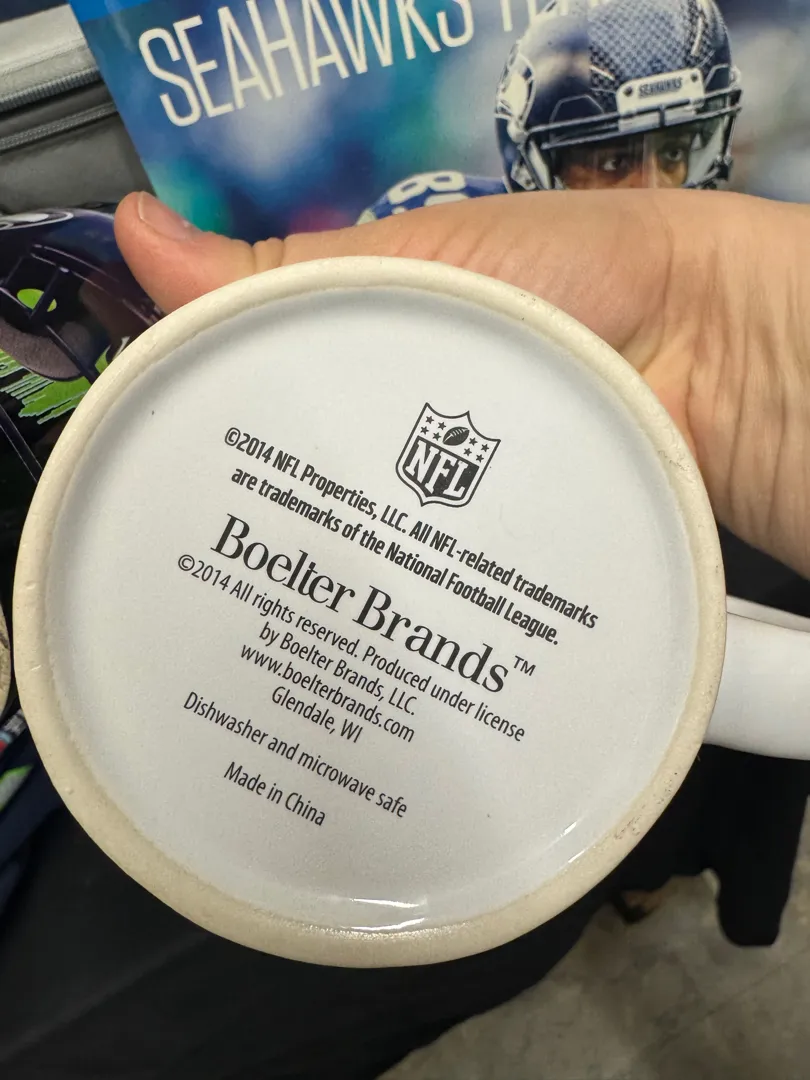 SEAHAWKS
SEAHAWKS
NFL
©2014 NFL Properties, LLC. All NFL-related trademarks
are trademarks of the National Football League.
Boelter Brands™
©2014 All rights reserved. Produced under license
by Boelter Brands, LLC.
www.boelterbrands.com
Glendale, WI
Dishwasher and microwave safe
Made in China